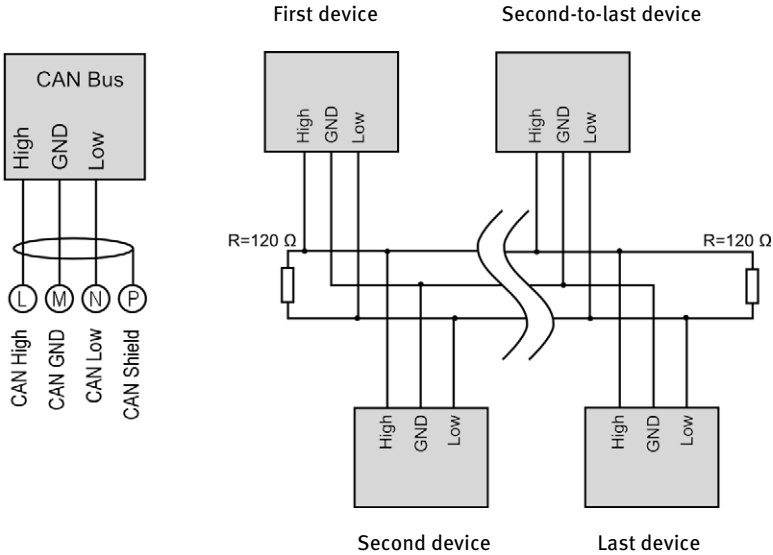 First device
Second-to-last device
CAN Bus
High
GND
Low
L
M
N
P
CAN High
CAN GND
CAN Low
CAN Shield
High
GND
Low
High
GND
Low
R=120 Ω
R=120 Ω
High
GND
Low
High
GND
Low
Second device
Last device